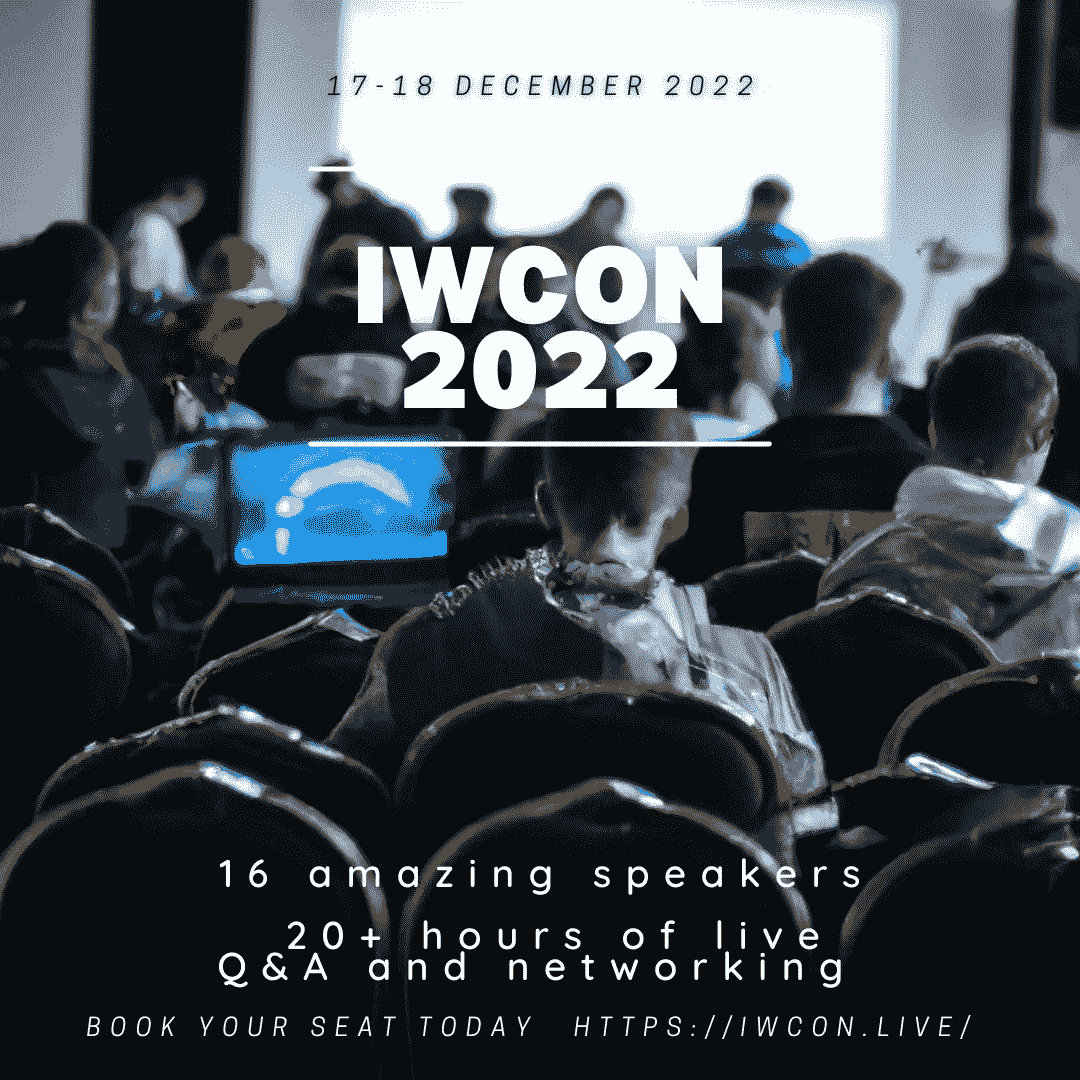 17-18 DECEMBER 2022
IWCON
2022
16 amazing speakers
20+ hours of live
Q&A and networking
BOOK YOUR SEAT TODAY HTTPS://IWCON.LIVE/